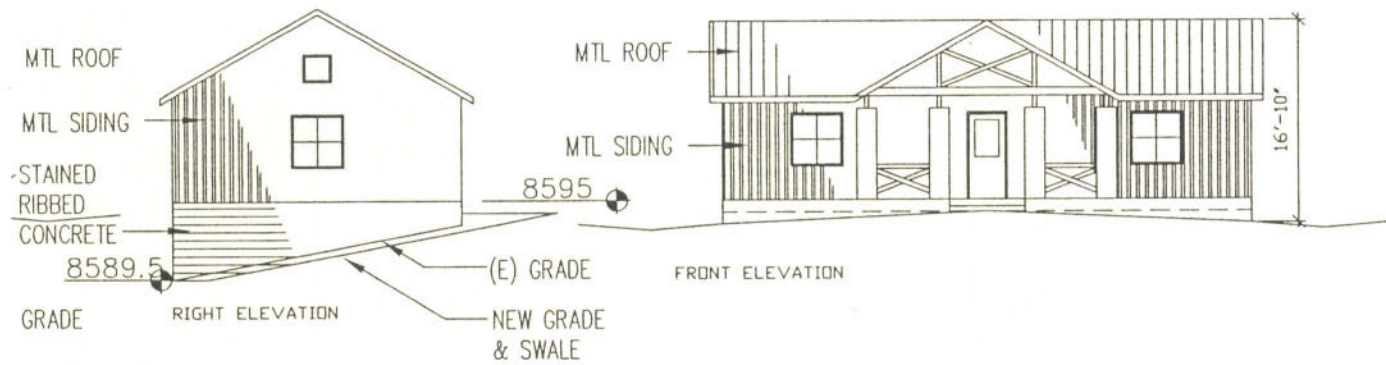 MTL ROOF
MTL SIDING
STAINED
RIBBED
CONCRETE
8589.5
GRADE
RIGHT ELEVATION
8595
(E) GRADE
NEW GRADE
& SWALE
MTL ROOF
MTL SIDING
FRONT ELEVATION
16'-10"